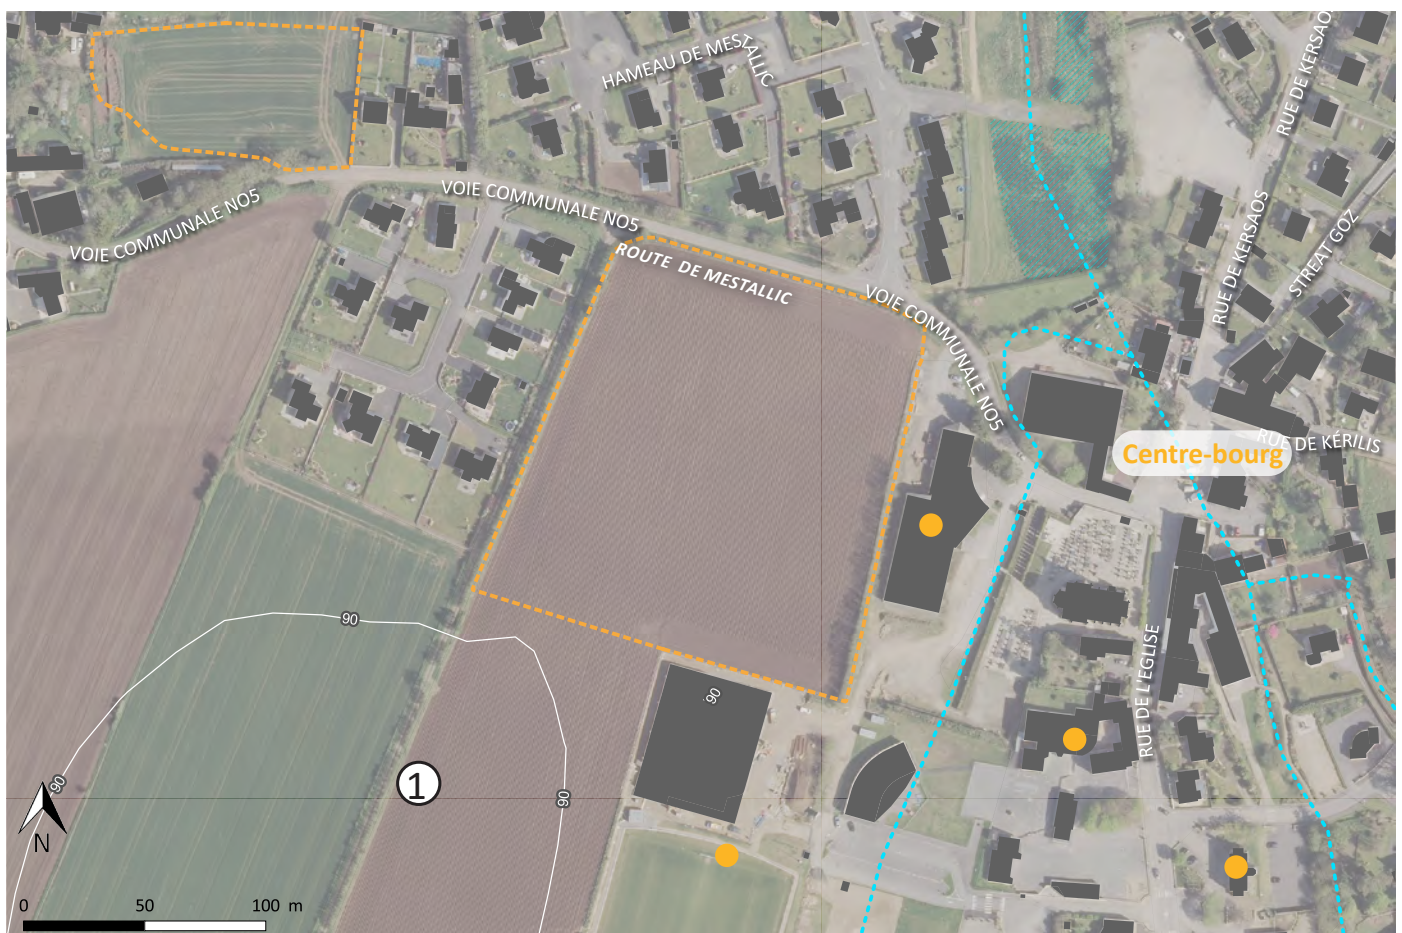 HAMEAU DE MESTALLIC
RUE DE KERSAOS
VOIE COMMUNALE NO5
VOIE COMMUNALE NO5
RUE DE KERSAOS
STREAT GOZ
ROUTE DE MESTALLIC
VOIE COMMUNALE NO5
RUE DE KÉRILIS
Centre-bourg
90
RUE DE L'EGLISE
90
90
1
90
N
0 50 100 m